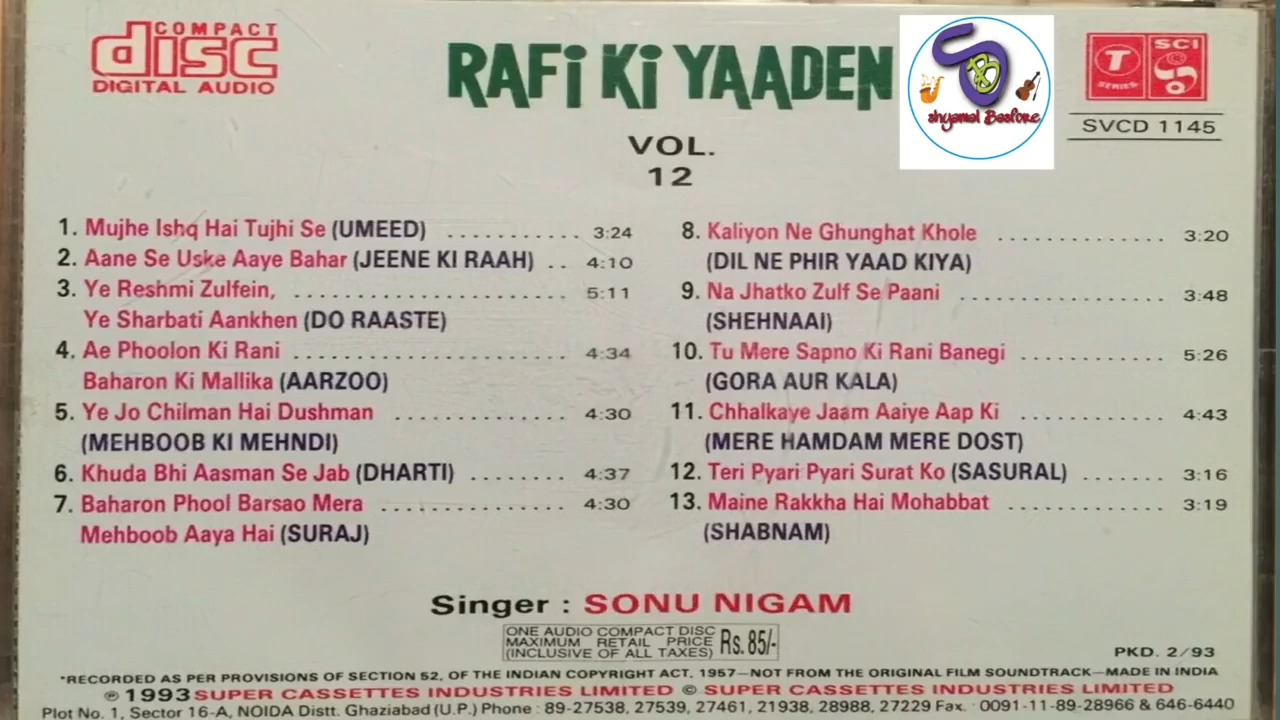 COMPACT
disc
DIGITAL AUDIO
RAFi Ki YAADEN
VOL.
12
shyamal Basfore
T
SERIES
SCI
SVCD 1145
1. Mujhe Ishq Hai Tujhi Se (UMEED) ........... 3:24
2. Aane Se Uske Aaye Bahar (JEENE KI RAAH) .. 4:10
3. Ye Reshmi Zulfein, ...................... 5:11
Ye Sharbati Aankhen (DO RAASTE)
4. Ae Phoolon Ki Rani ...................... 4:34
Baharon Ki Mallika (AARZOO)
5. Ye Jo Chilman Hai Dushman .............. 4:30
(MEHBOOB KI MEHNDI)
6. Khuda Bhi Aasman Se Jab (DHARTI) ........ 4:37
7. Baharon Phool Barsao Mera ............... 4:30
Mehboob Aaya Hai (SURAJ)
8. Kaliyon Ne Ghunghat Khole .............. 3:20
(DIL NE PHIR YAAD KIYA)
9. Na Jhatko Zulf Se Paani ................. 3:48
(SHEHNAAI)
10. Tu Mere Sapno Ki Rani Banegi ............ 5:26
(GORA AUR KALA)
11. Chhalkaye Jaam Aaiye Aap Ki ............ 4:43
(MERE HAMDAM MERE DOST)
12. Teri Pyari Pyari Surat Ko (SASURAL) ....... 3:16
13. Maine Rakkha Hai Mohabbat ............. 3:19
(SHABNAM)
Singer : SONU NIGAM
ONE AUDIO COMPACT DISC
MAXIMUM RETAIL PRICE Rs. 85/-
(INCLUSIVE OF ALL TAXES)
PKD. 2/93
*RECORDED AS PER PROVISIONS OF SECTION 52, OF THE INDIAN COPYRIGHT ACT, 1957—NOT FROM THE ORIGINAL FILM SOUNDTRACK—MADE IN INDIA
℗ 1993 SUPER CASSETTES INDUSTRIES LIMITED © SUPER CASSETTES INDUSTRIES LIMITED
Plot No. 1, Sector 16-A, NOIDA Distt. Ghaziabad (U.P.) Phone : 89-27538, 27539, 27461, 21938, 28988, 27229 Fax. : 0091-11-89-28966 & 646-6440